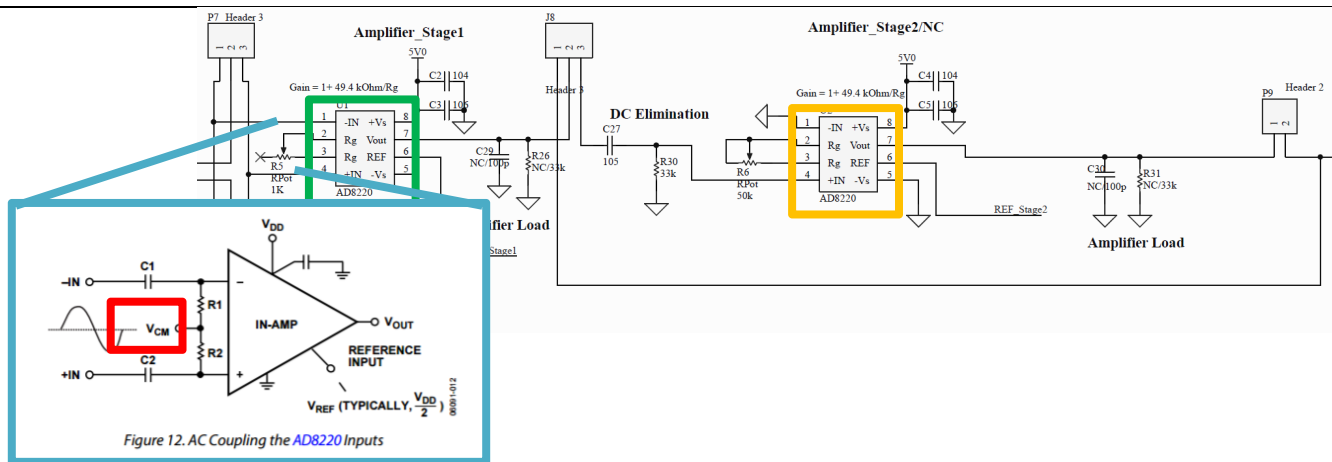 P7 Header 3
1 2 3
Amplifier_Stage1
5V0
C2 104
C3
Gain = 1+ 49.4 kOhm/Rg
U1
1 -IN +Vs 8
2 Rg Vout 7
3 Rg REF 6
4 +IN -Vs 5
AD8220
R5
RPot
1K
C29
NC/100p
R26
NC/33k
ifier Load
Stage1
J8
1 2 3
Header 3
DC Elimination
C27
105
R30
33k
Amplifier_Stage2/NC
5V0
C4 104
C5
Gain = 1+ 49.4 kOhm/Rg
1 -IN +Vs 8
2 Rg Vout 7
3 Rg REF 6
4 +IN -Vs 5
AD8220
R6
RPot
50k
REF_Stage2
C30
NC/100p
R31
NC/33k
Amplifier Load
P9
Header 2
1 2
VDD
C1
–IN
R1
–
VCM
IN-AMP
VOUT
R2
C2
+IN
+
REFERENCE
INPUT
VREF (TYPICALLY, VDD/2)
06091-012
Figure 12. AC Coupling the AD8220 Inputs